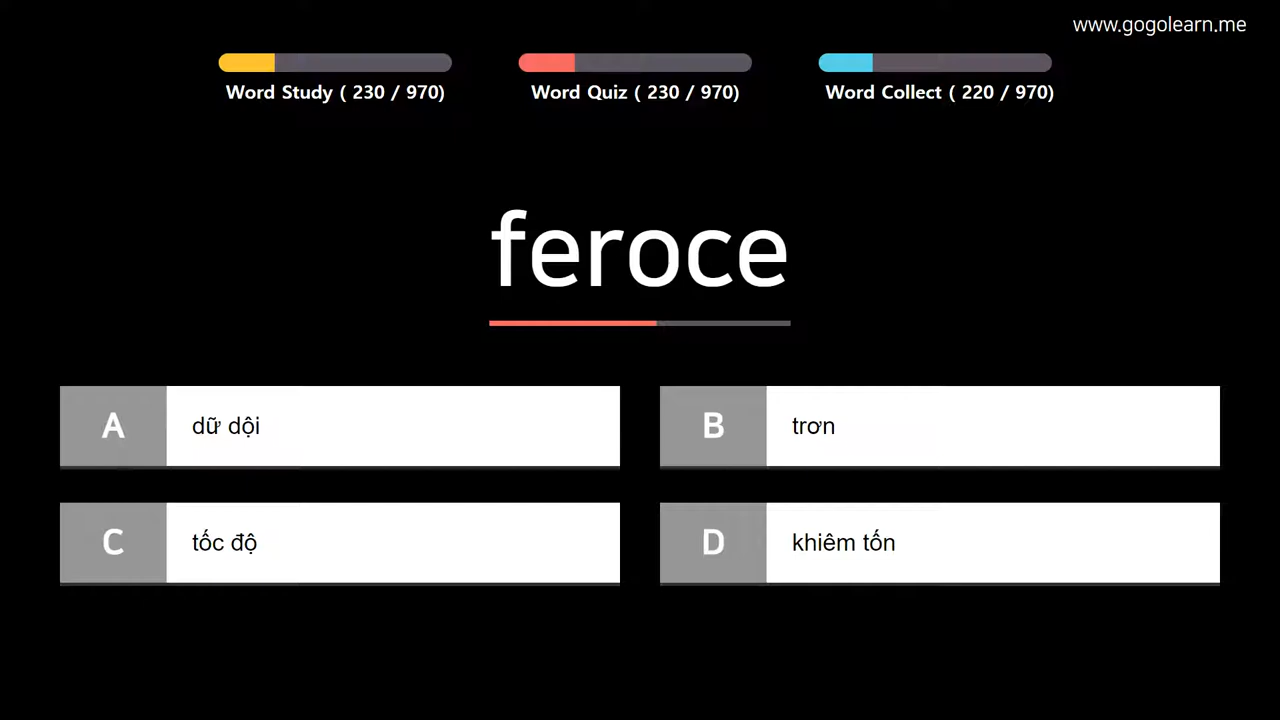 www.gogolearn.me
Word Study ( 230 / 970)
Word Quiz ( 230 / 970)
Word Collect ( 220 / 970)
feroce
A
dữ dội
B
trơn
C
tốc độ
D
khiêm tốn